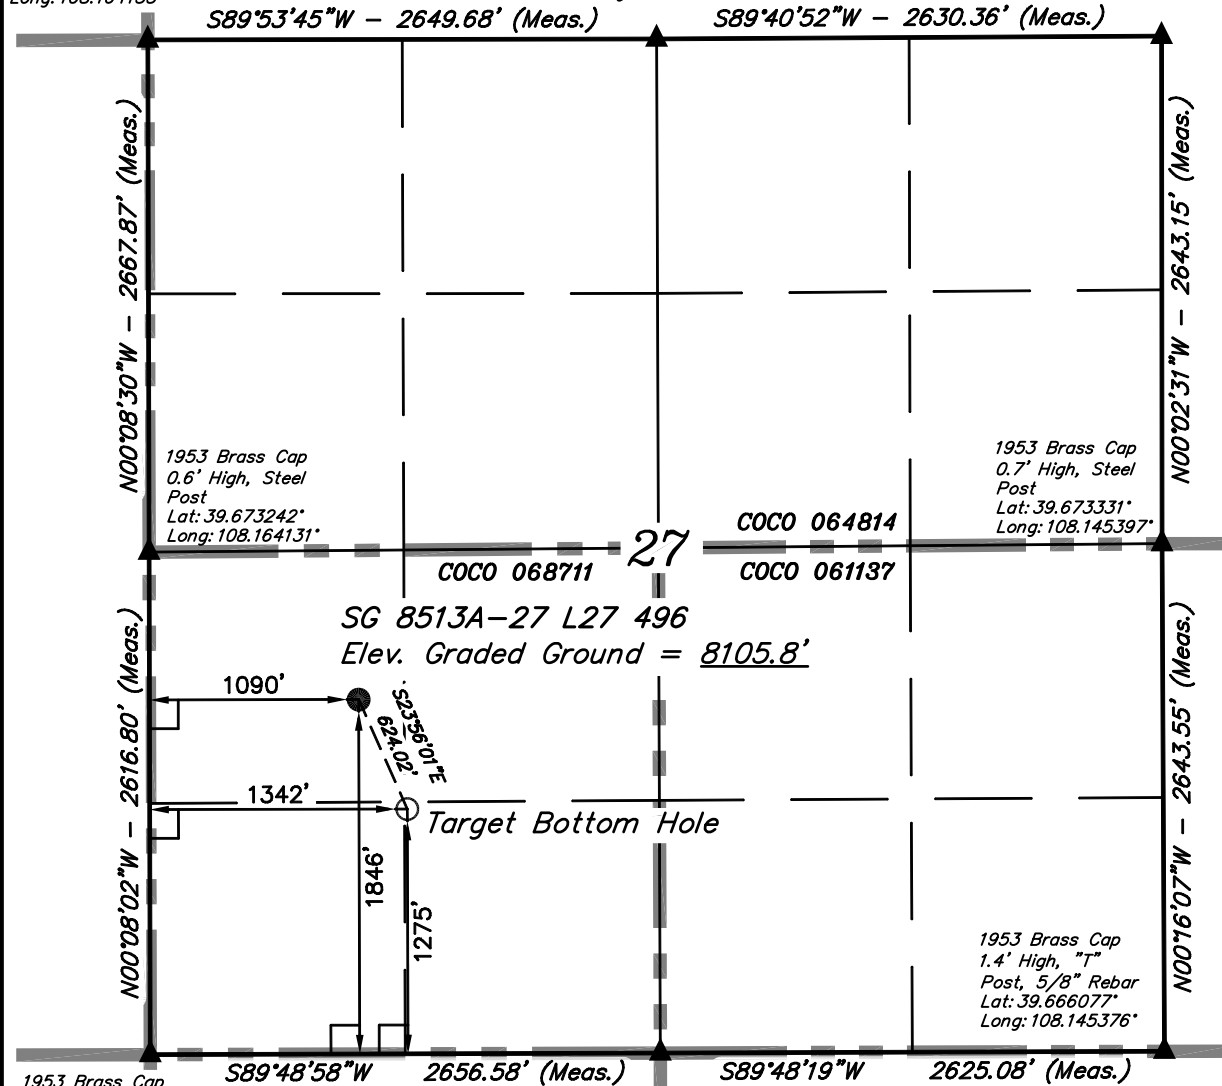 S89°53'45"W - 2649.68' (Meas.)
S89°40'52"W - 2630.36' (Meas.)
N00°08'30"W - 2667.87' (Meas.)
N00°02'31"W - 2643.15' (Meas.)
1953 Brass Cap
0.6' High, Steel
Post
Lat: 39.673242°
Long: 108.164131°
1953 Brass Cap
0.7' High, Steel
Post
Lat: 39.673331°
Long: 108.145397°
COCO 064814
27
COCO 068711
COCO 061137
SG 8513A-27 L27 496
Elev. Graded Ground = 8105.8'
N00°08'02"W - 2616.80' (Meas.)
N00°16'07"W - 2643.55' (Meas.)
1090'
S23°56'01"E
624.02'
1342'
Target Bottom Hole
1846'
1275'
1953 Brass Cap
1.4' High, "T"
Post, 5/8" Rebar
Lat: 39.666077°
Long: 108.145376°
S89°48'58"W 2656.58' (Meas.)
S89°48'19"W 2625.08' (Meas.)
1953 Brass Cap